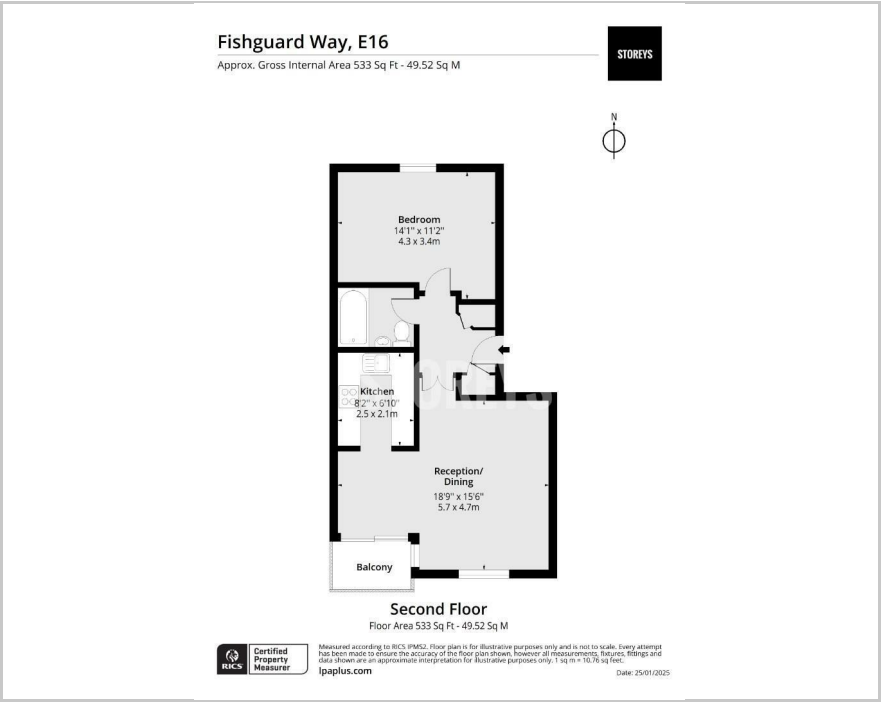 Fishguard Way, E16
Approx. Gross Internal Area 533 Sq Ft - 49.52 Sq M
STOREYS
N
Bedroom
14'1" x 11'2"
4.3 x 3.4m
Kitchen
8'2" x 6'10"
2.5 x 2.1m
STOREYS
Reception/
Dining
18'9" x 15'6"
5.7 x 4.7m
Balcony
Second Floor
Floor Area 533 Sq Ft - 49.52 Sq M
RICS
Certified
Property
Measurer
Measured according to RICS IPMS2. Floor plan is for illustrative purposes only and is not to scale. Every attempt
has been made to ensure the accuracy of the floor plan shown, however all measurements, fixtures, fittings and
data shown are an approximate interpretation for illustrative purposes only. 1 sq m = 10.76 sq feet.
lpaplus.com
Date: 25/01/2025